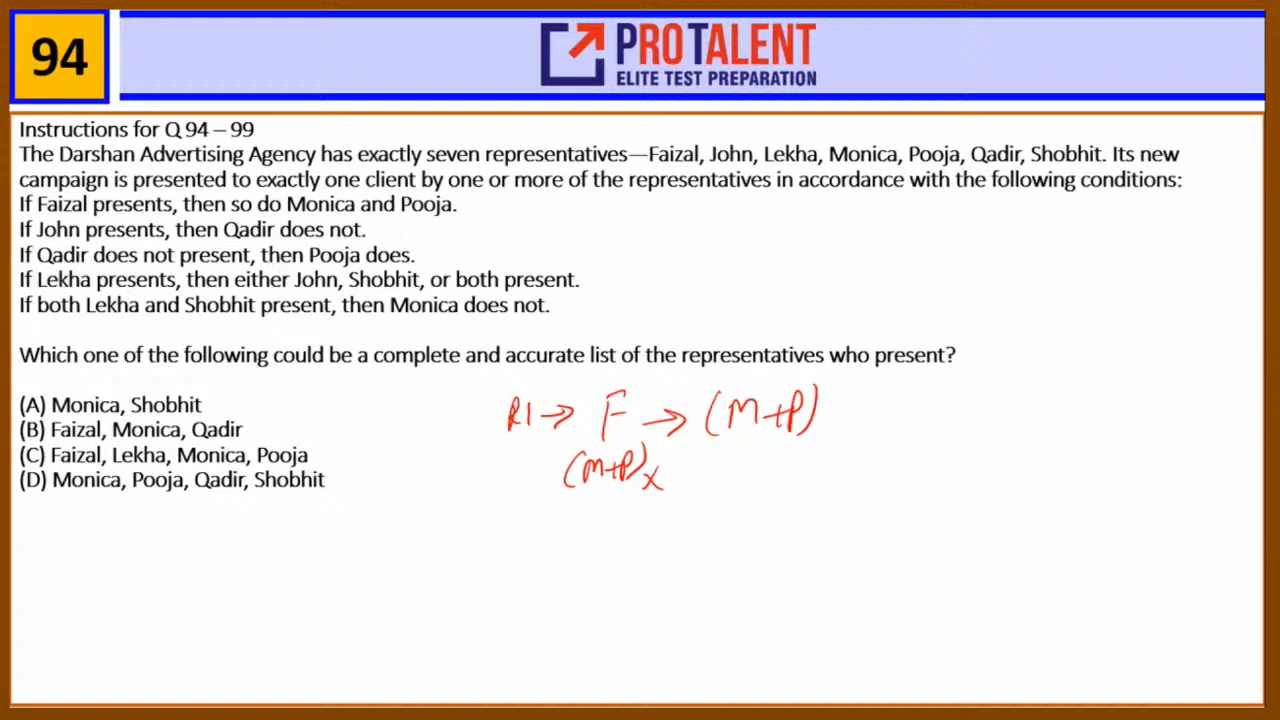 94
PROTALENT
ELITE TEST PREPARATION
Instructions for Q 94 – 99
The Darshan Advertising Agency has exactly seven representatives—Faizal, John, Lekha, Monica, Pooja, Qadir, Shobhit. Its new
campaign is presented to exactly one client by one or more of the representatives in accordance with the following conditions:
If Faizal presents, then so do Monica and Pooja.
If John presents, then Qadir does not.
If Qadir does not present, then Pooja does.
If Lekha presents, then either John, Shobhit, or both present.
If both Lekha and Shobhit present, then Monica does not.
Which one of the following could be a complete and accurate list of the representatives who present?
(A) Monica, Shobhit
(B) Faizal, Monica, Qadir
(C) Faizal, Lekha, Monica, Pooja
(D) Monica, Pooja, Qadir, Shobhit
R1 → F → (M+P)
(M+P)x